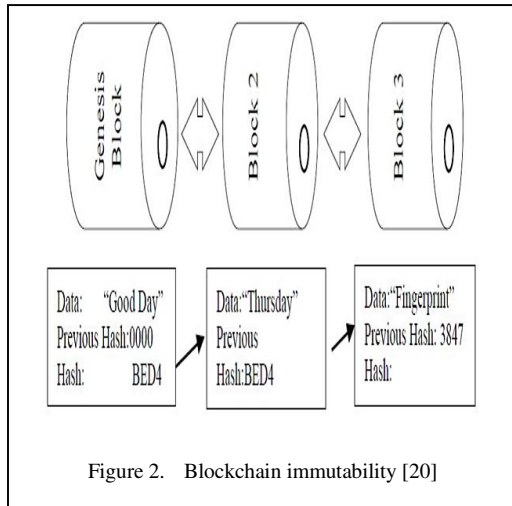 Genesis
Block
Block 2
Block 3
Data: "Good Day"
Previous Hash:0000
Hash: BED4
Data:"Thursday"
Previous
Hash:BED4
Data:"Fingerprint"
Previous Hash: 3847
Hash:
Figure 2. Blockchain immutability [20]